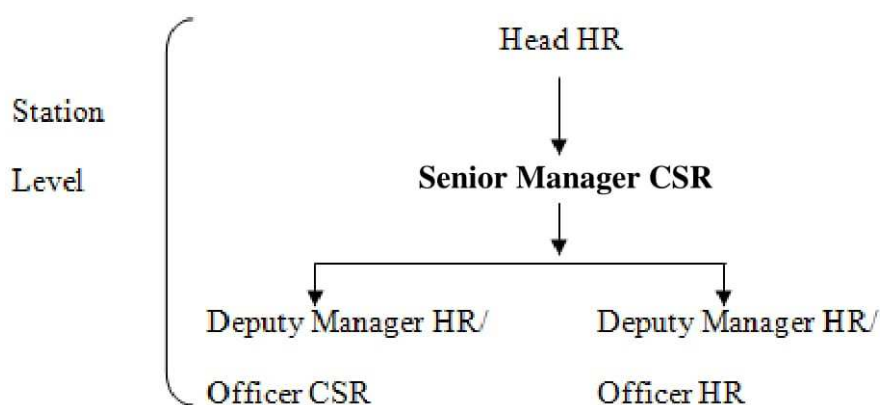 Head HR
Station
Level
Senior Manager CSR
Deputy Manager HR/
Officer CSR
Deputy Manager HR/
Officer HR